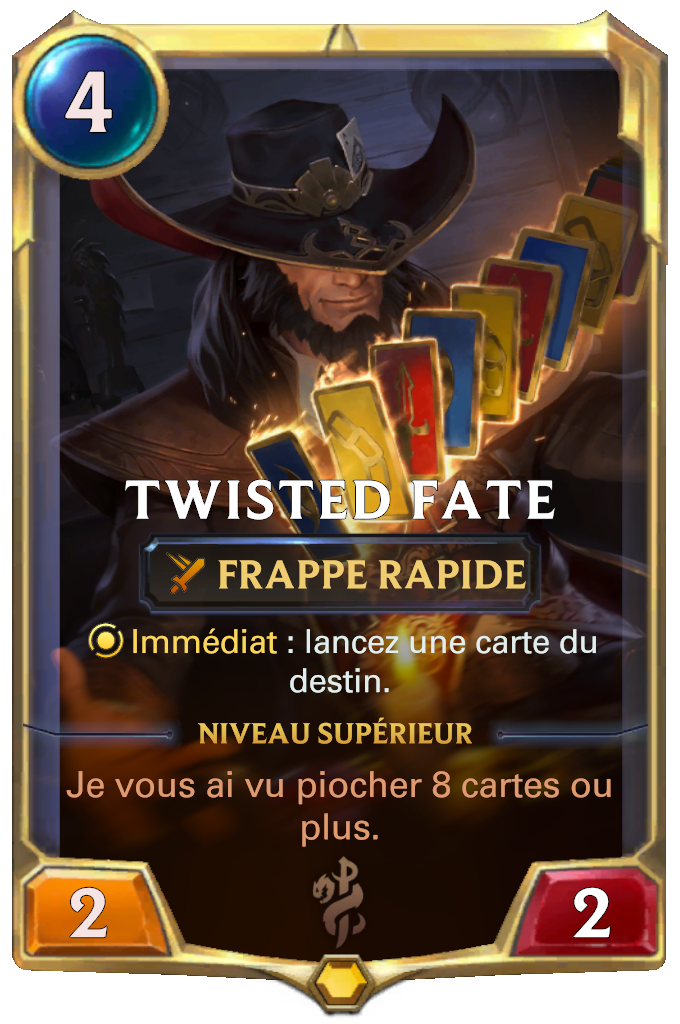 4
TWISTED FATE
FRAPPE RAPIDE
Immédiat : lancez une carte du
destin.
NIVEAU SUPÉRIEUR
Je vous ai vu piocher 8 cartes ou
plus.
2
2